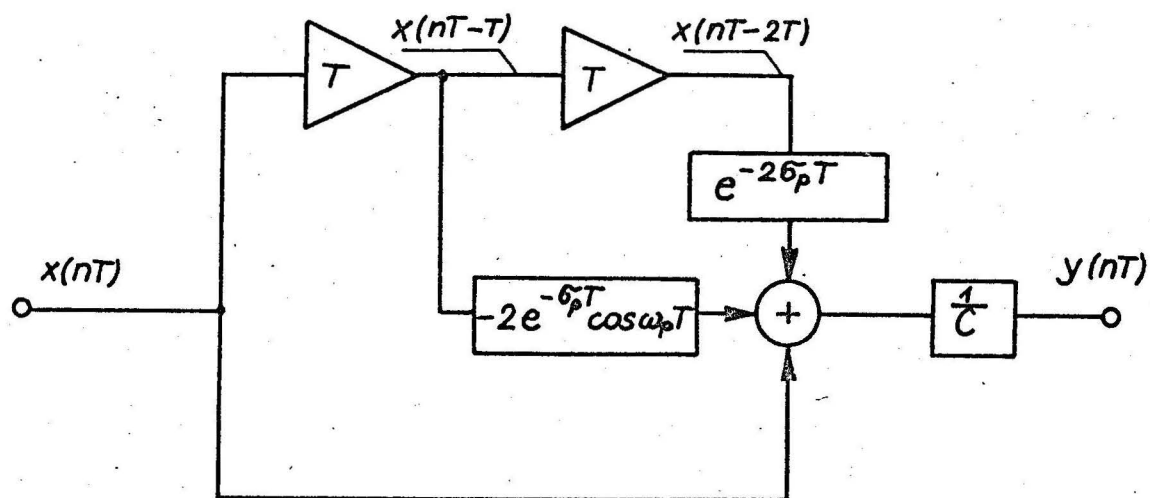 x(nT-T)
x(nT-2T)
T
T
e^{-2σ_pT}
x(nT)
y(nT)
-2e^{-σ_pT}cosω_pT
+
1/C